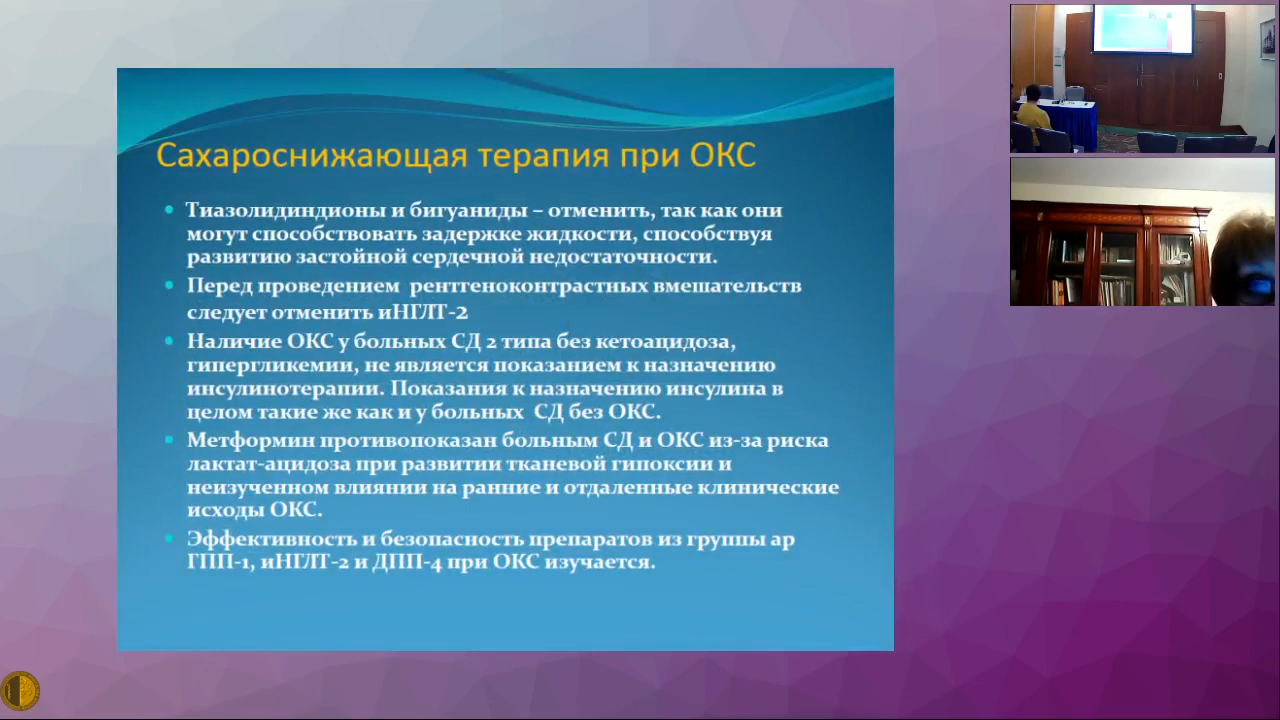 Сахароснижающая терапия при ОКС
Тиазолидиндионы и бигуаниды – отменить, так как они
могут способствовать задержке жидкости, способствуя
развитию застойной сердечной недостаточности.
Перед проведением рентгеноконтрастных вмешательств
следует отменить иНГЛТ-2
Наличие ОКС у больных СД 2 типа без кетоацидоза,
гипергликемии, не является показанием к назначению
инсулинотерапии. Показания к назначению инсулина в
целом такие же как и у больных СД без ОКС.
Метформин противопоказан больным СД и ОКС из-за риска
лактат-ацидоза при развитии тканевой гипоксии и
неизученном влиянии на ранние и отдаленные клинические
исходы ОКС.
Эффективность и безопасность препаратов из группы ар
ГПП-1, иНГЛТ-2 и ДПП-4 при ОКС изучается.